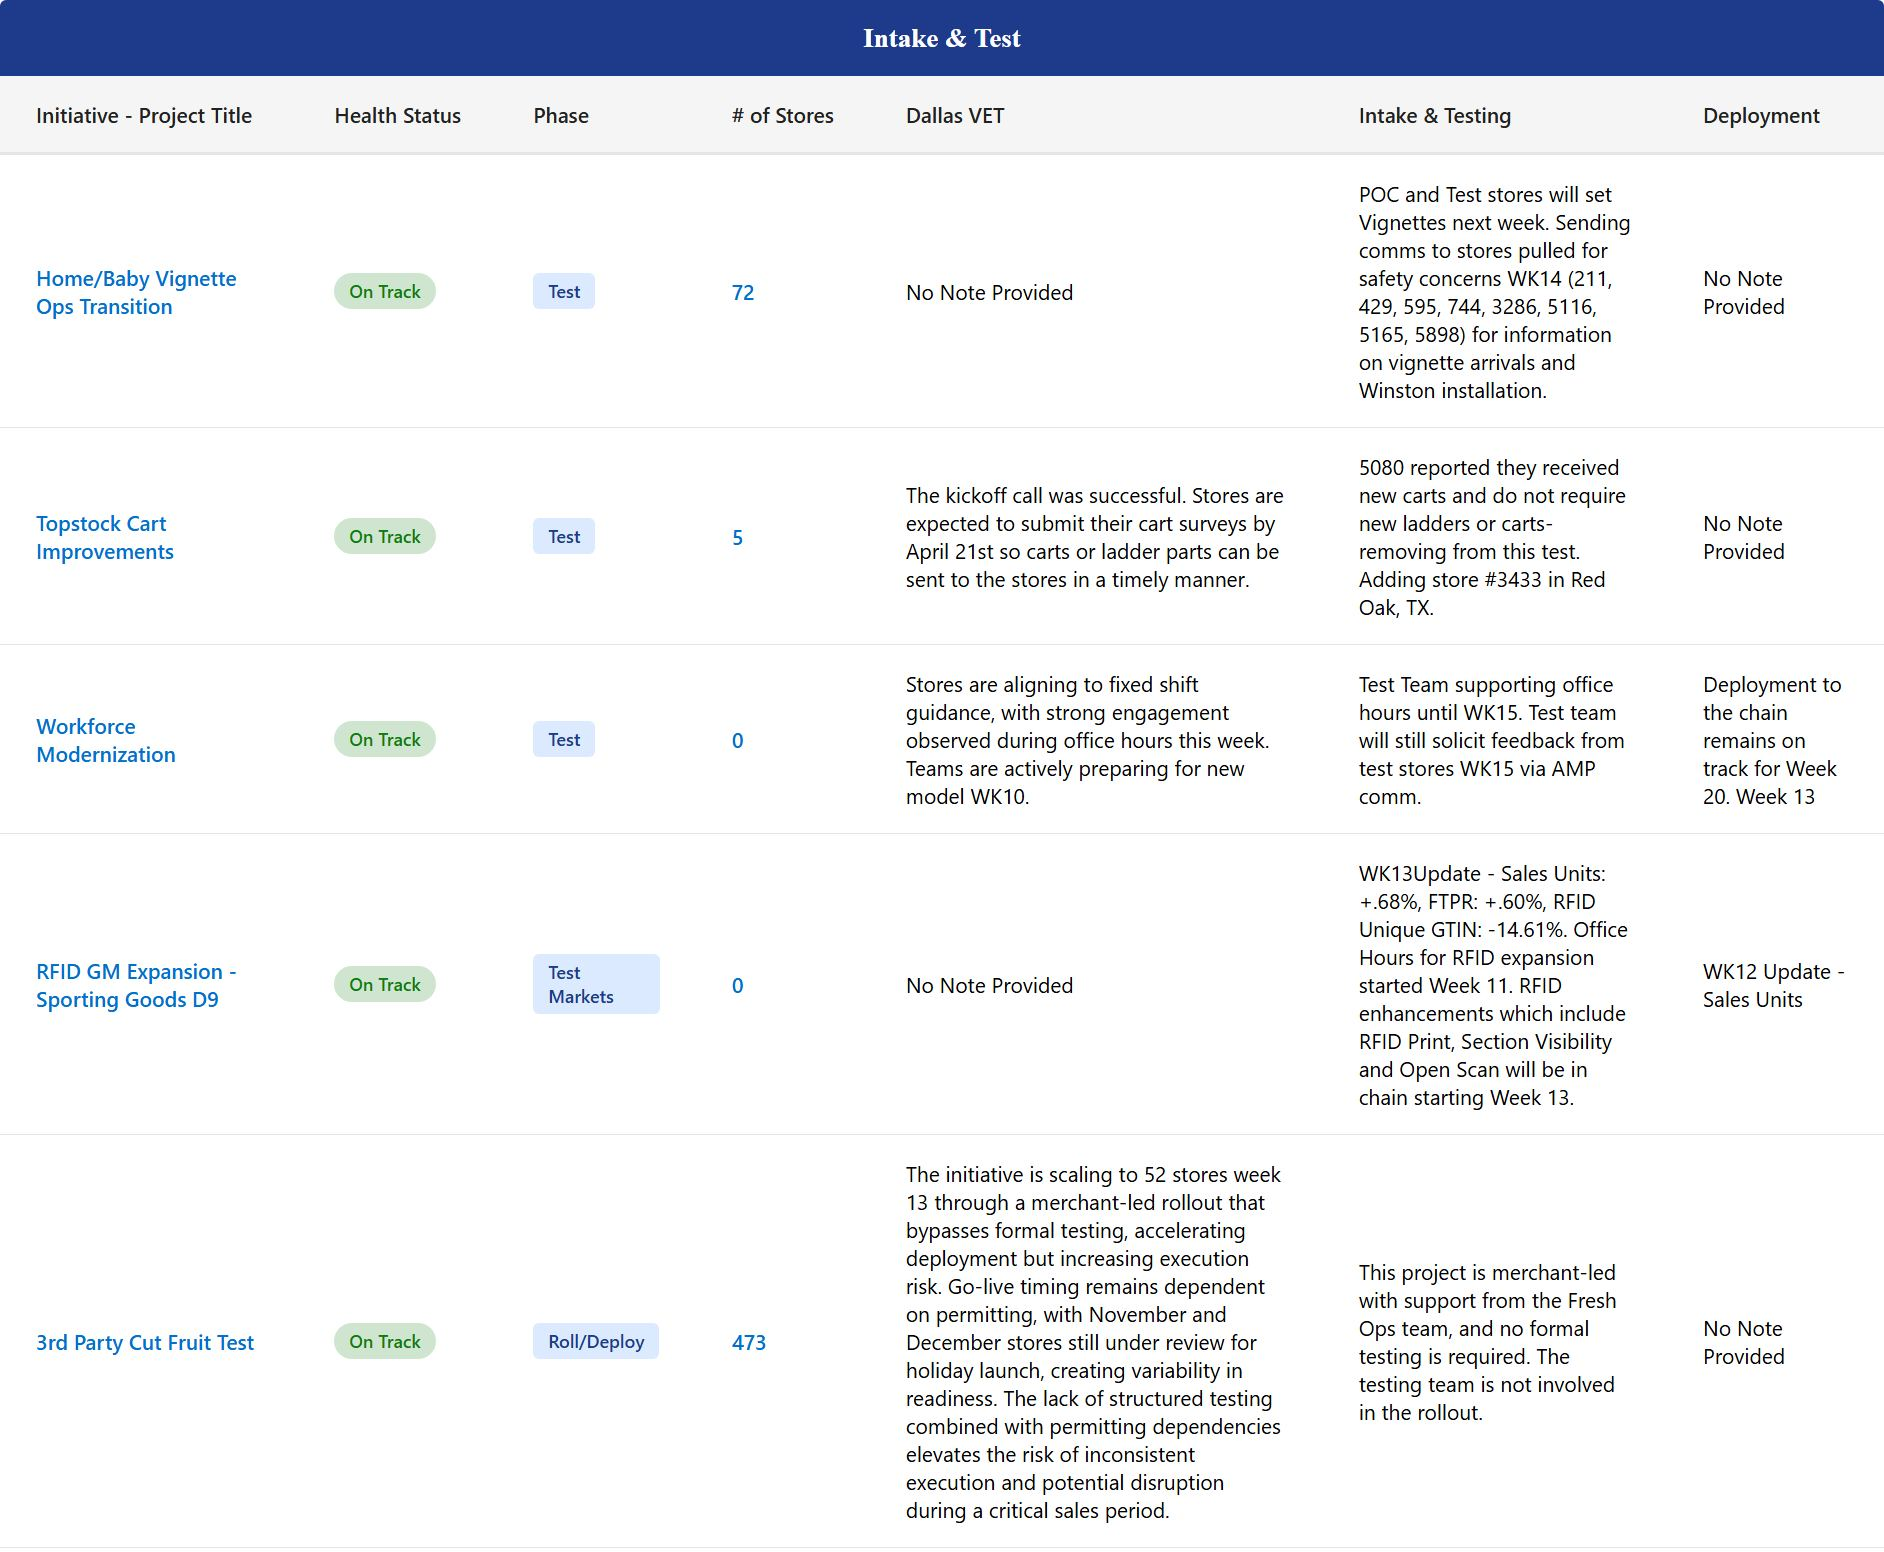 Intake & Test
Initiative - Project Title
Health Status
Phase
# of Stores
Dallas VET
Intake & Testing
Deployment
Home/Baby Vignette
Ops Transition
On Track
Test
72
No Note Provided
POC and Test stores will set
Vignettes next week. Sending
comms to stores pulled for
safety concerns WK14 (211,
429, 595, 744, 3286, 5116,
5165, 5898) for information
on vignette arrivals and
Winston installation.
No Note
Provided
Topstock Cart
Improvements
On Track
Test
5
The kickoff call was successful. Stores are
expected to submit their cart surveys by
April 21st so carts or ladder parts can be
sent to the stores in a timely manner.
5080 reported they received
new carts and do not require
new ladders or carts-
removing from this test.
Adding store #3433 in Red
Oak, TX.
No Note
Provided
Workforce
Modernization
On Track
Test
0
Stores are aligning to fixed shift
guidance, with strong engagement
observed during office hours this week.
Teams are actively preparing for new
model WK10.
Test Team supporting office
hours until WK15. Test team
will still solicit feedback from
test stores WK15 via AMP
comm.
Deployment to
the chain
remains on
track for Week
20. Week 13
RFID GM Expansion -
Sporting Goods D9
On Track
Test
Markets
0
No Note Provided
WK13Update - Sales Units:
+.68%, FTPR: +.60%, RFID
Unique GTIN: -14.61%. Office
Hours for RFID expansion
started Week 11. RFID
enhancements which include
RFID Print, Section Visibility
and Open Scan will be in
chain starting Week 13.
WK12 Update -
Sales Units
3rd Party Cut Fruit Test
On Track
Roll/Deploy
473
The initiative is scaling to 52 stores week
13 through a merchant-led rollout that
bypasses formal testing, accelerating
deployment but increasing execution
risk. Go-live timing remains dependent
on permitting, with November and
December stores still under review for
holiday launch, creating variability in
readiness. The lack of structured testing
combined with permitting dependencies
elevates the risk of inconsistent
execution and potential disruption
during a critical sales period.
This project is merchant-led
with support from the Fresh
Ops team, and no formal
testing is required. The
testing team is not involved
in the rollout.
No Note
Provided